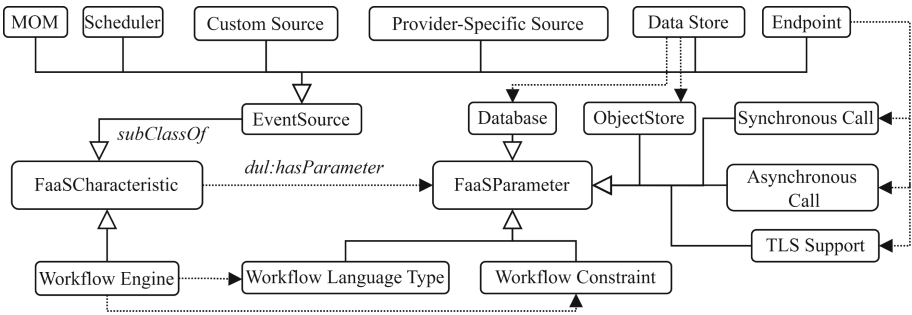 MOM
Scheduler
Custom Source
Provider-Specific Source
Data Store
Endpoint
EventSource
Database
ObjectStore
Synchronous Call
subClassOf
dul:hasParameter
FaaSCharacteristic
FaaSParameter
Asynchronous
Call
TLS Support
Workflow Engine
Workflow Language Type
Workflow Constraint